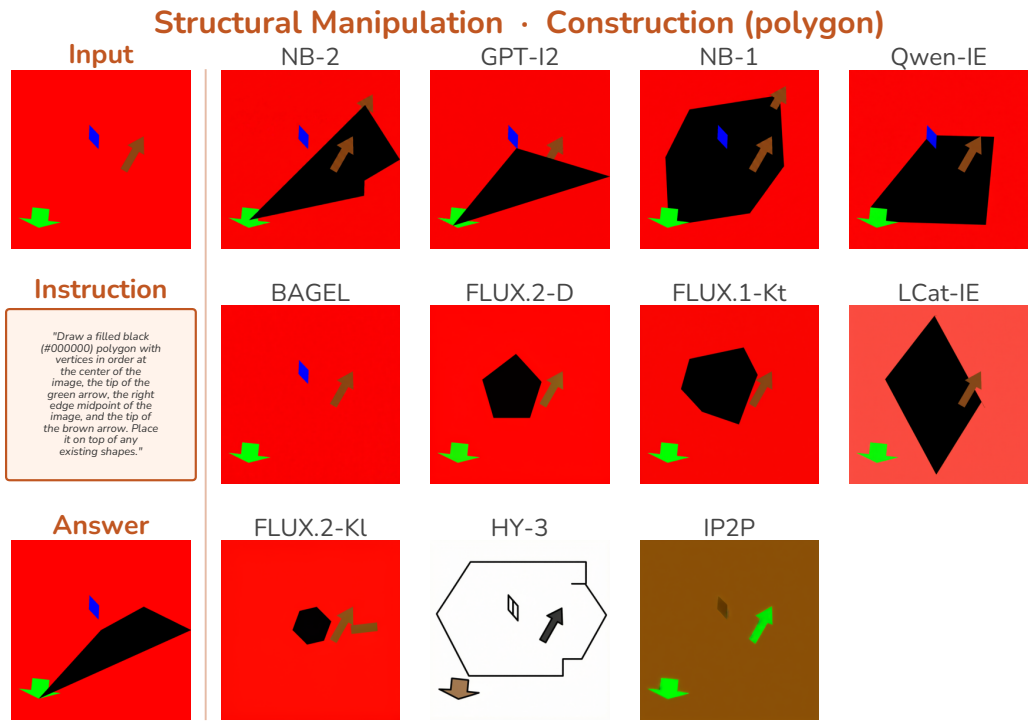 Structural Manipulation · Construction (polygon)
Input
NB-2
GPT-I2
NB-1
Qwen-IE
Instruction
"Draw a filled black
(#000000) polygon with
vertices in order at
the center of the
image, the tip of the
green arrow, the right
edge midpoint of the
image, and the tip of
the brown arrow. Place
it on top of any
existing shapes."
BAGEL
FLUX.2-D
FLUX.1-Kt
LCat-IE
Answer
FLUX.2-Kl
HY-3
IP2P